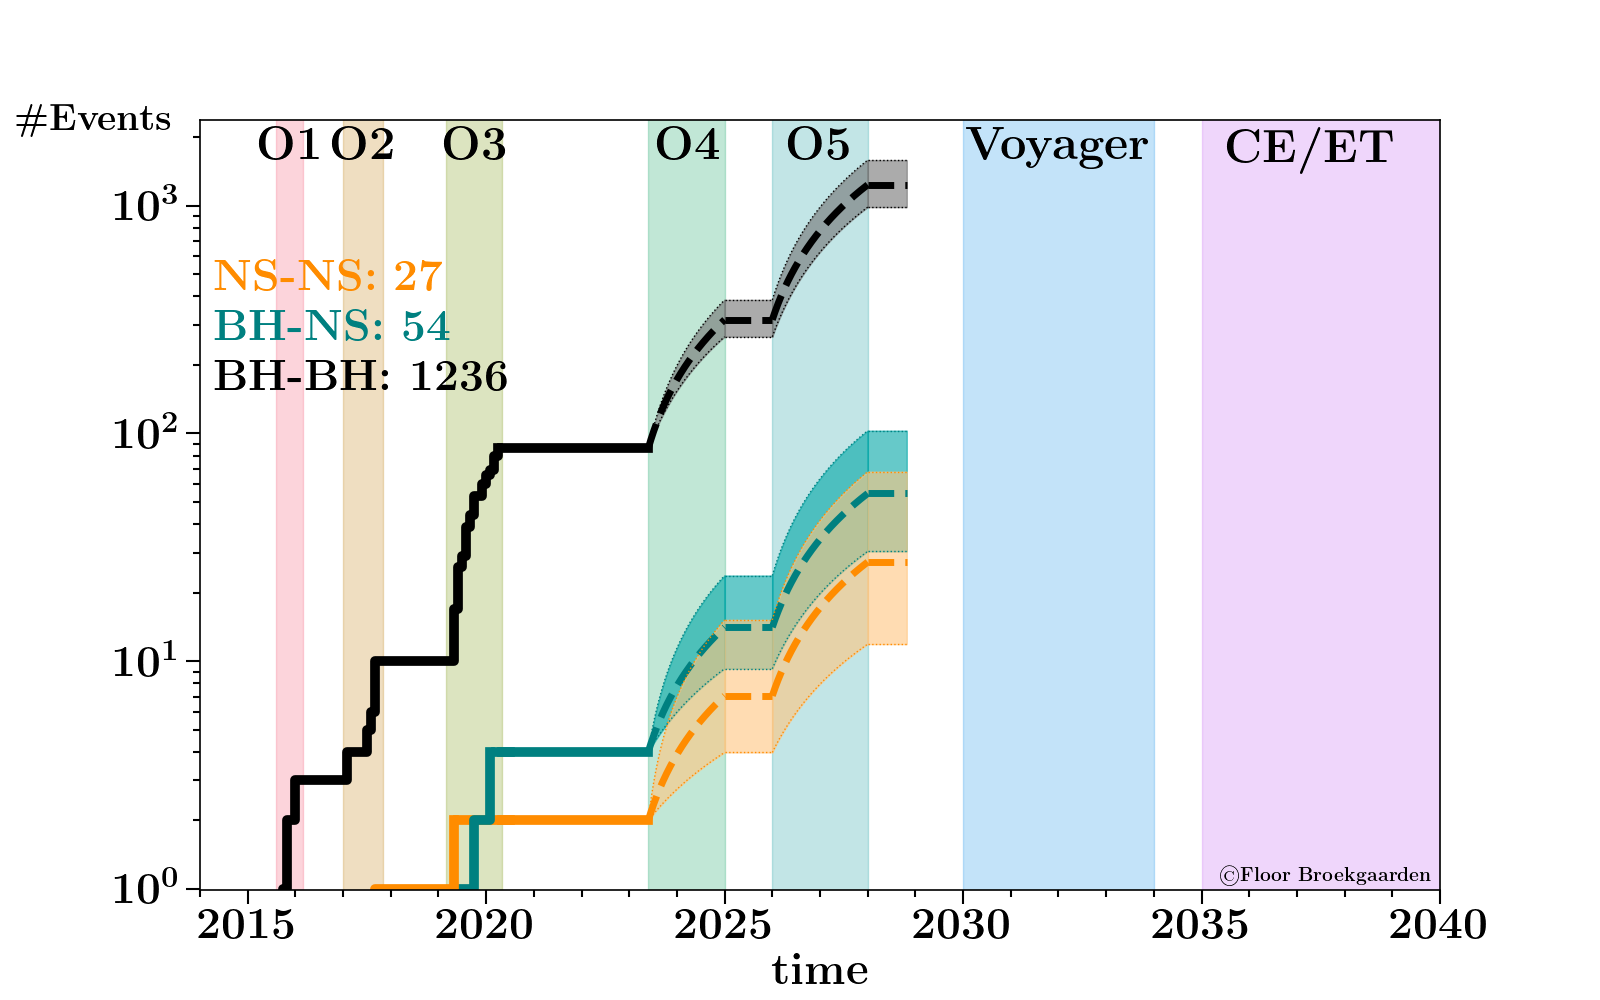 #Events
O1 O2 O3 O4 O5 Voyager CE/ET
10³
NS-NS: 27
BH-NS: 54
BH-BH: 1236
10²
10¹
10⁰
©Floor Broekgaarden
2015 2020 2025 2030 2035 2040
time